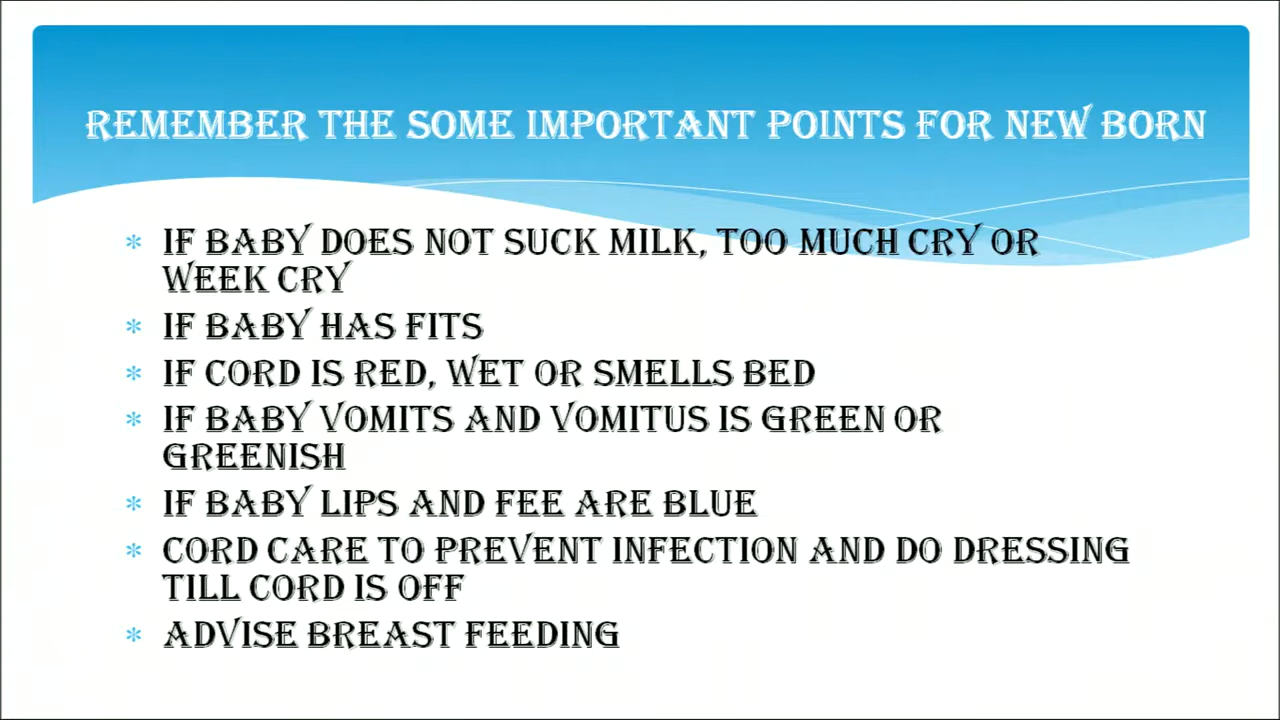 REMEMBER THE SOME IMPORTANT POINTS FOR NEW BORN
* IF BABY DOES NOT SUCK MILK, TOO MUCH CRY OR
WEEK CRY
* IF BABY HAS FITS
* IF CORD IS RED, WET OR SMELLS BED
* IF BABY VOMITS AND VOMITUS IS GREEN OR
GREENISH
* IF BABY LIPS AND FEE ARE BLUE
* CORD CARE TO PREVENT INFECTION AND DO DRESSING
TILL CORD IS OFF
* ADVISE BREAST FEEDING